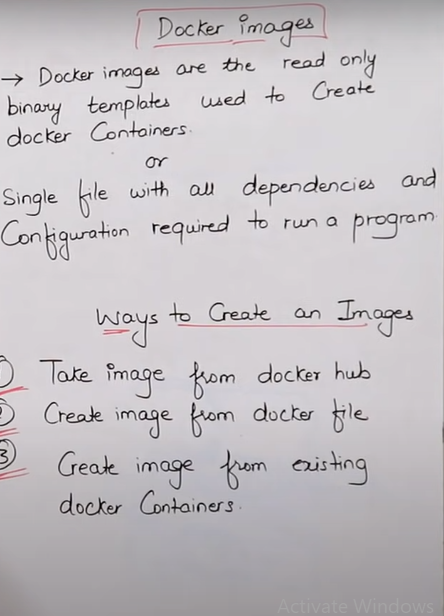 Docker images
→ Docker images are the read only
binary templates used to Create
docker Containers.
or
Single file with all dependencies and
Configuration required to run a program.
Ways to Create an Images
① Take image from docker hub
② Create image from docker file
③ Create image from existing
docker Containers.
Activate Windows